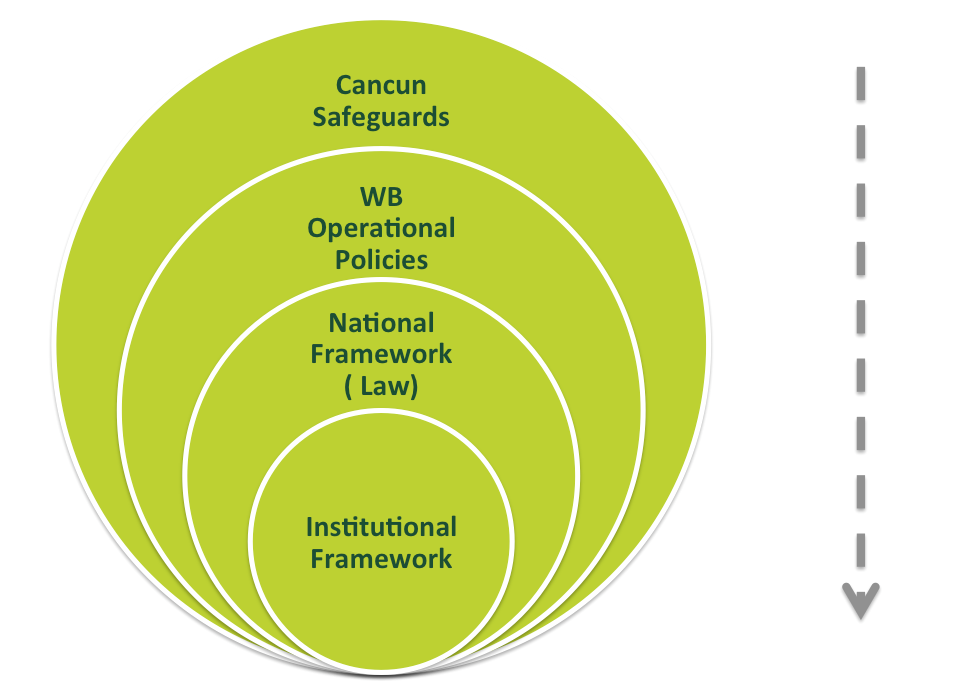 Cancun
Safeguards
WB
Operational
Policies
National
Framework
( Law)
Institutional
Framework